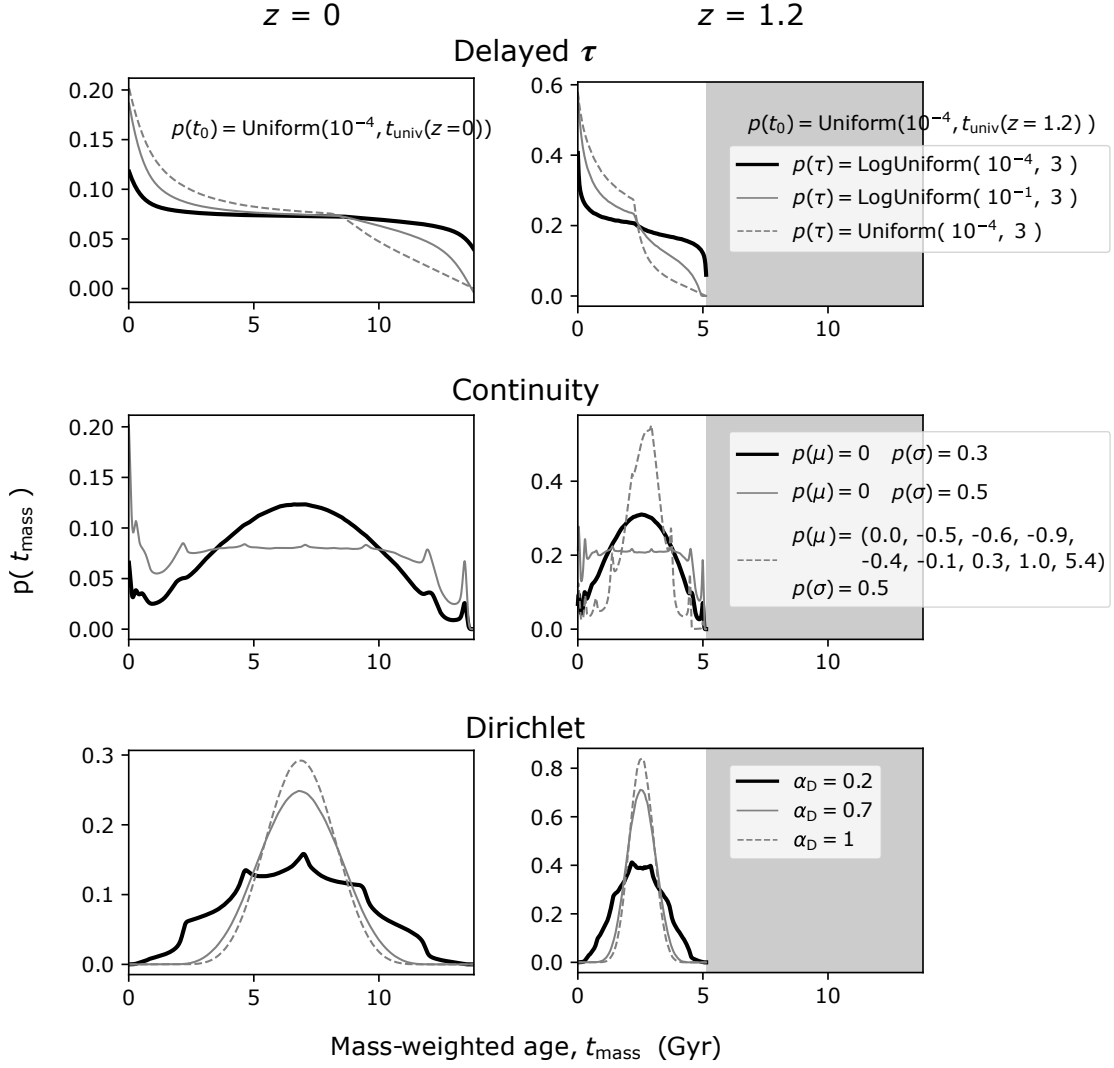 z = 0
z = 1.2
Delayed τ
0.20
0.15
0.10
0.05
0.00
0
5
10
p(t₀) = Uniform(10⁻⁴, t_univ(z=0))
0.6
0.4
0.2
0.0
0
5
10
p(t₀) = Uniform(10⁻⁴, t_univ(z=1.2) )
p(τ) = LogUniform( 10⁻⁴, 3 )
p(τ) = LogUniform( 10⁻¹, 3 )
p(τ) = Uniform( 10⁻⁴, 3 )
Continuity
p( t_mass )
0.20
0.15
0.10
0.05
0.00
0
5
10
0.4
0.2
0.0
0
5
10
p(μ) = 0 p(σ) = 0.3
p(μ) = 0 p(σ) = 0.5
p(μ) = (0.0, -0.5, -0.6, -0.9,
-0.4, -0.1, 0.3, 1.0, 5.4)
p(σ) = 0.5
Dirichlet
0.3
0.2
0.1
0.0
0
5
10
0.8
0.6
0.4
0.2
0.0
0
5
10
α_D = 0.2
α_D = 0.7
α_D = 1
Mass-weighted age, t_mass (Gyr)